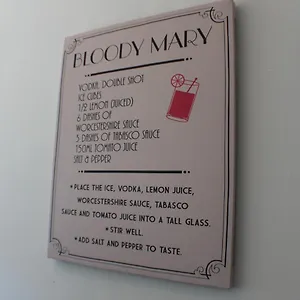 BLOODY MARY
VODKA: DOUBLE SHOT
ICE CUBES
1/2 LEMON (JUICED)
6 DASHES OF
WORCESTERSHIRE SAUCE
5 DASHES OF TABASCO SAUCE
150ML TOMATO JUICE
SALT & PEPPER
• PLACE THE ICE, VODKA, LEMON JUICE,
WORCESTERSHIRE SAUCE, TABASCO
SAUCE AND TOMATO JUICE INTO A TALL GLASS.
• STIR WELL.
• ADD SALT AND PEPPER TO TASTE.